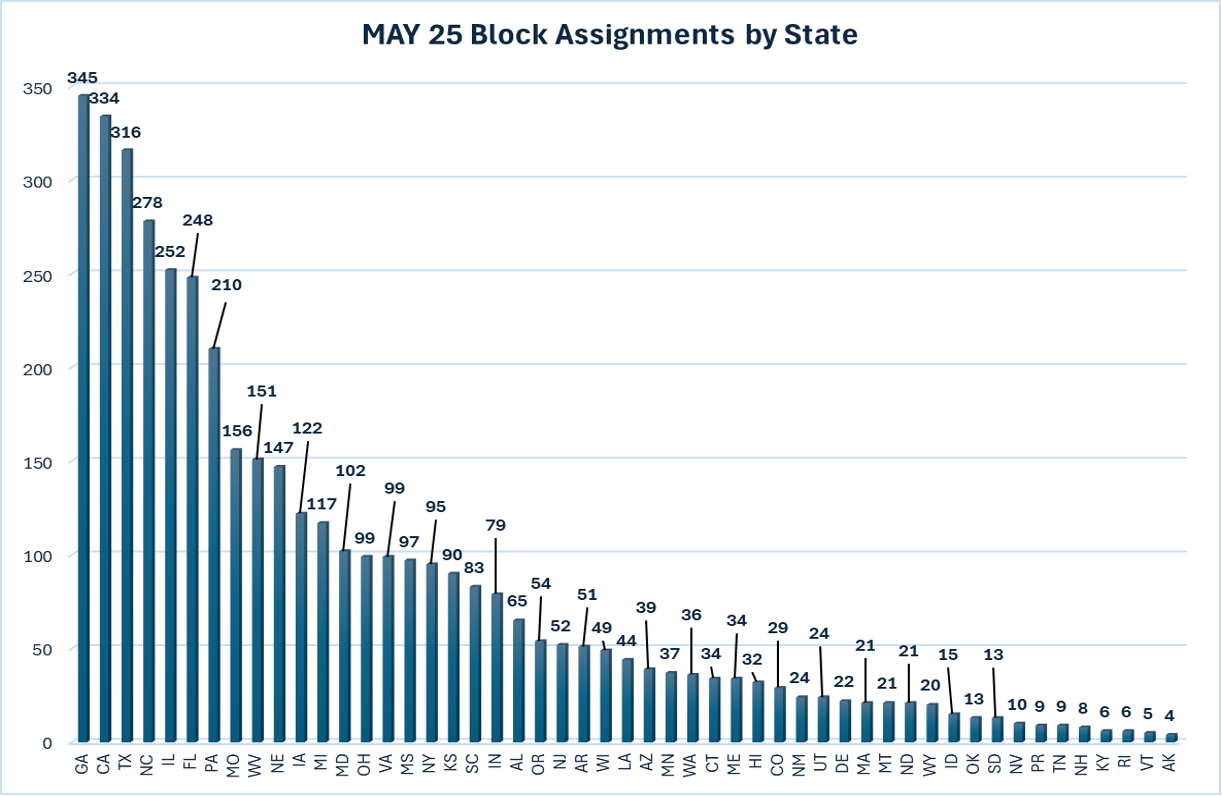 MAY 25 Block Assignments by State
350
300
250
200
150
100
50
0
345
334
316
278
252
248
210
156
151
147
122
117
102
99
99
97
95
90
83
79
65
54
52
51
49
44
39
37
36
34
34
32
29
24
24
22
21
21
21
20
15
13
13
10
9
9
8
6
6
5
4
GA
CA
TX
NC
IL
FL
PA
MO
WV
NE
IA
MI
MD
OH
VA
MS
NY
KS
SC
IN
AL
OR
NJ
AR
WI
LA
AZ
MN
WA
CT
ME
HI
CO
NM
UT
DE
MA
MT
ND
WY
ID
OK
SD
NV
PR
TN
NH
KY
RI
VT
AK